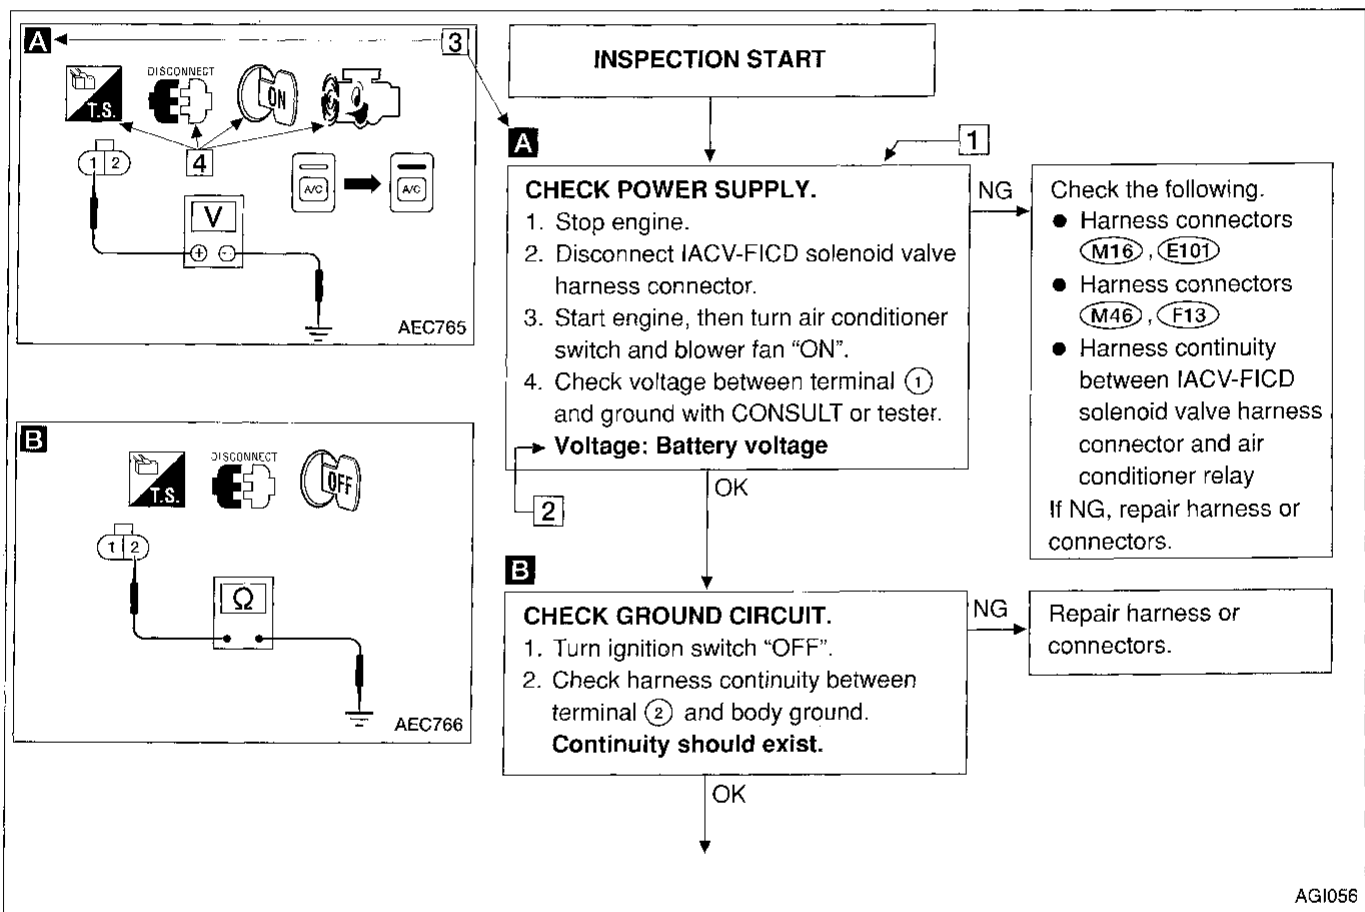 A
3
DISCONNECT
T.S.
ON
4
1 2
A/C
A/C
V
+ -
AEC765
B
DISCONNECT
T.S.
OFF
1 2
Ω
AEC766
INSPECTION START
A
1
CHECK POWER SUPPLY.
1. Stop engine.
2. Disconnect IACV-FICD solenoid valve
harness connector.
3. Start engine, then turn air conditioner
switch and blower fan “ON”.
4. Check voltage between terminal ①
and ground with CONSULT or tester.
Voltage: Battery voltage
2
NG
Check the following.
● Harness connectors
M16, E101
● Harness connectors
M46, F13
● Harness continuity
between IACV-FICD
solenoid valve harness
connector and air
conditioner relay
If NG, repair harness or
connectors.
OK
B
CHECK GROUND CIRCUIT.
1. Turn ignition switch “OFF”.
2. Check harness continuity between
terminal ② and body ground.
Continuity should exist.
NG
Repair harness or
connectors.
OK
AGI056